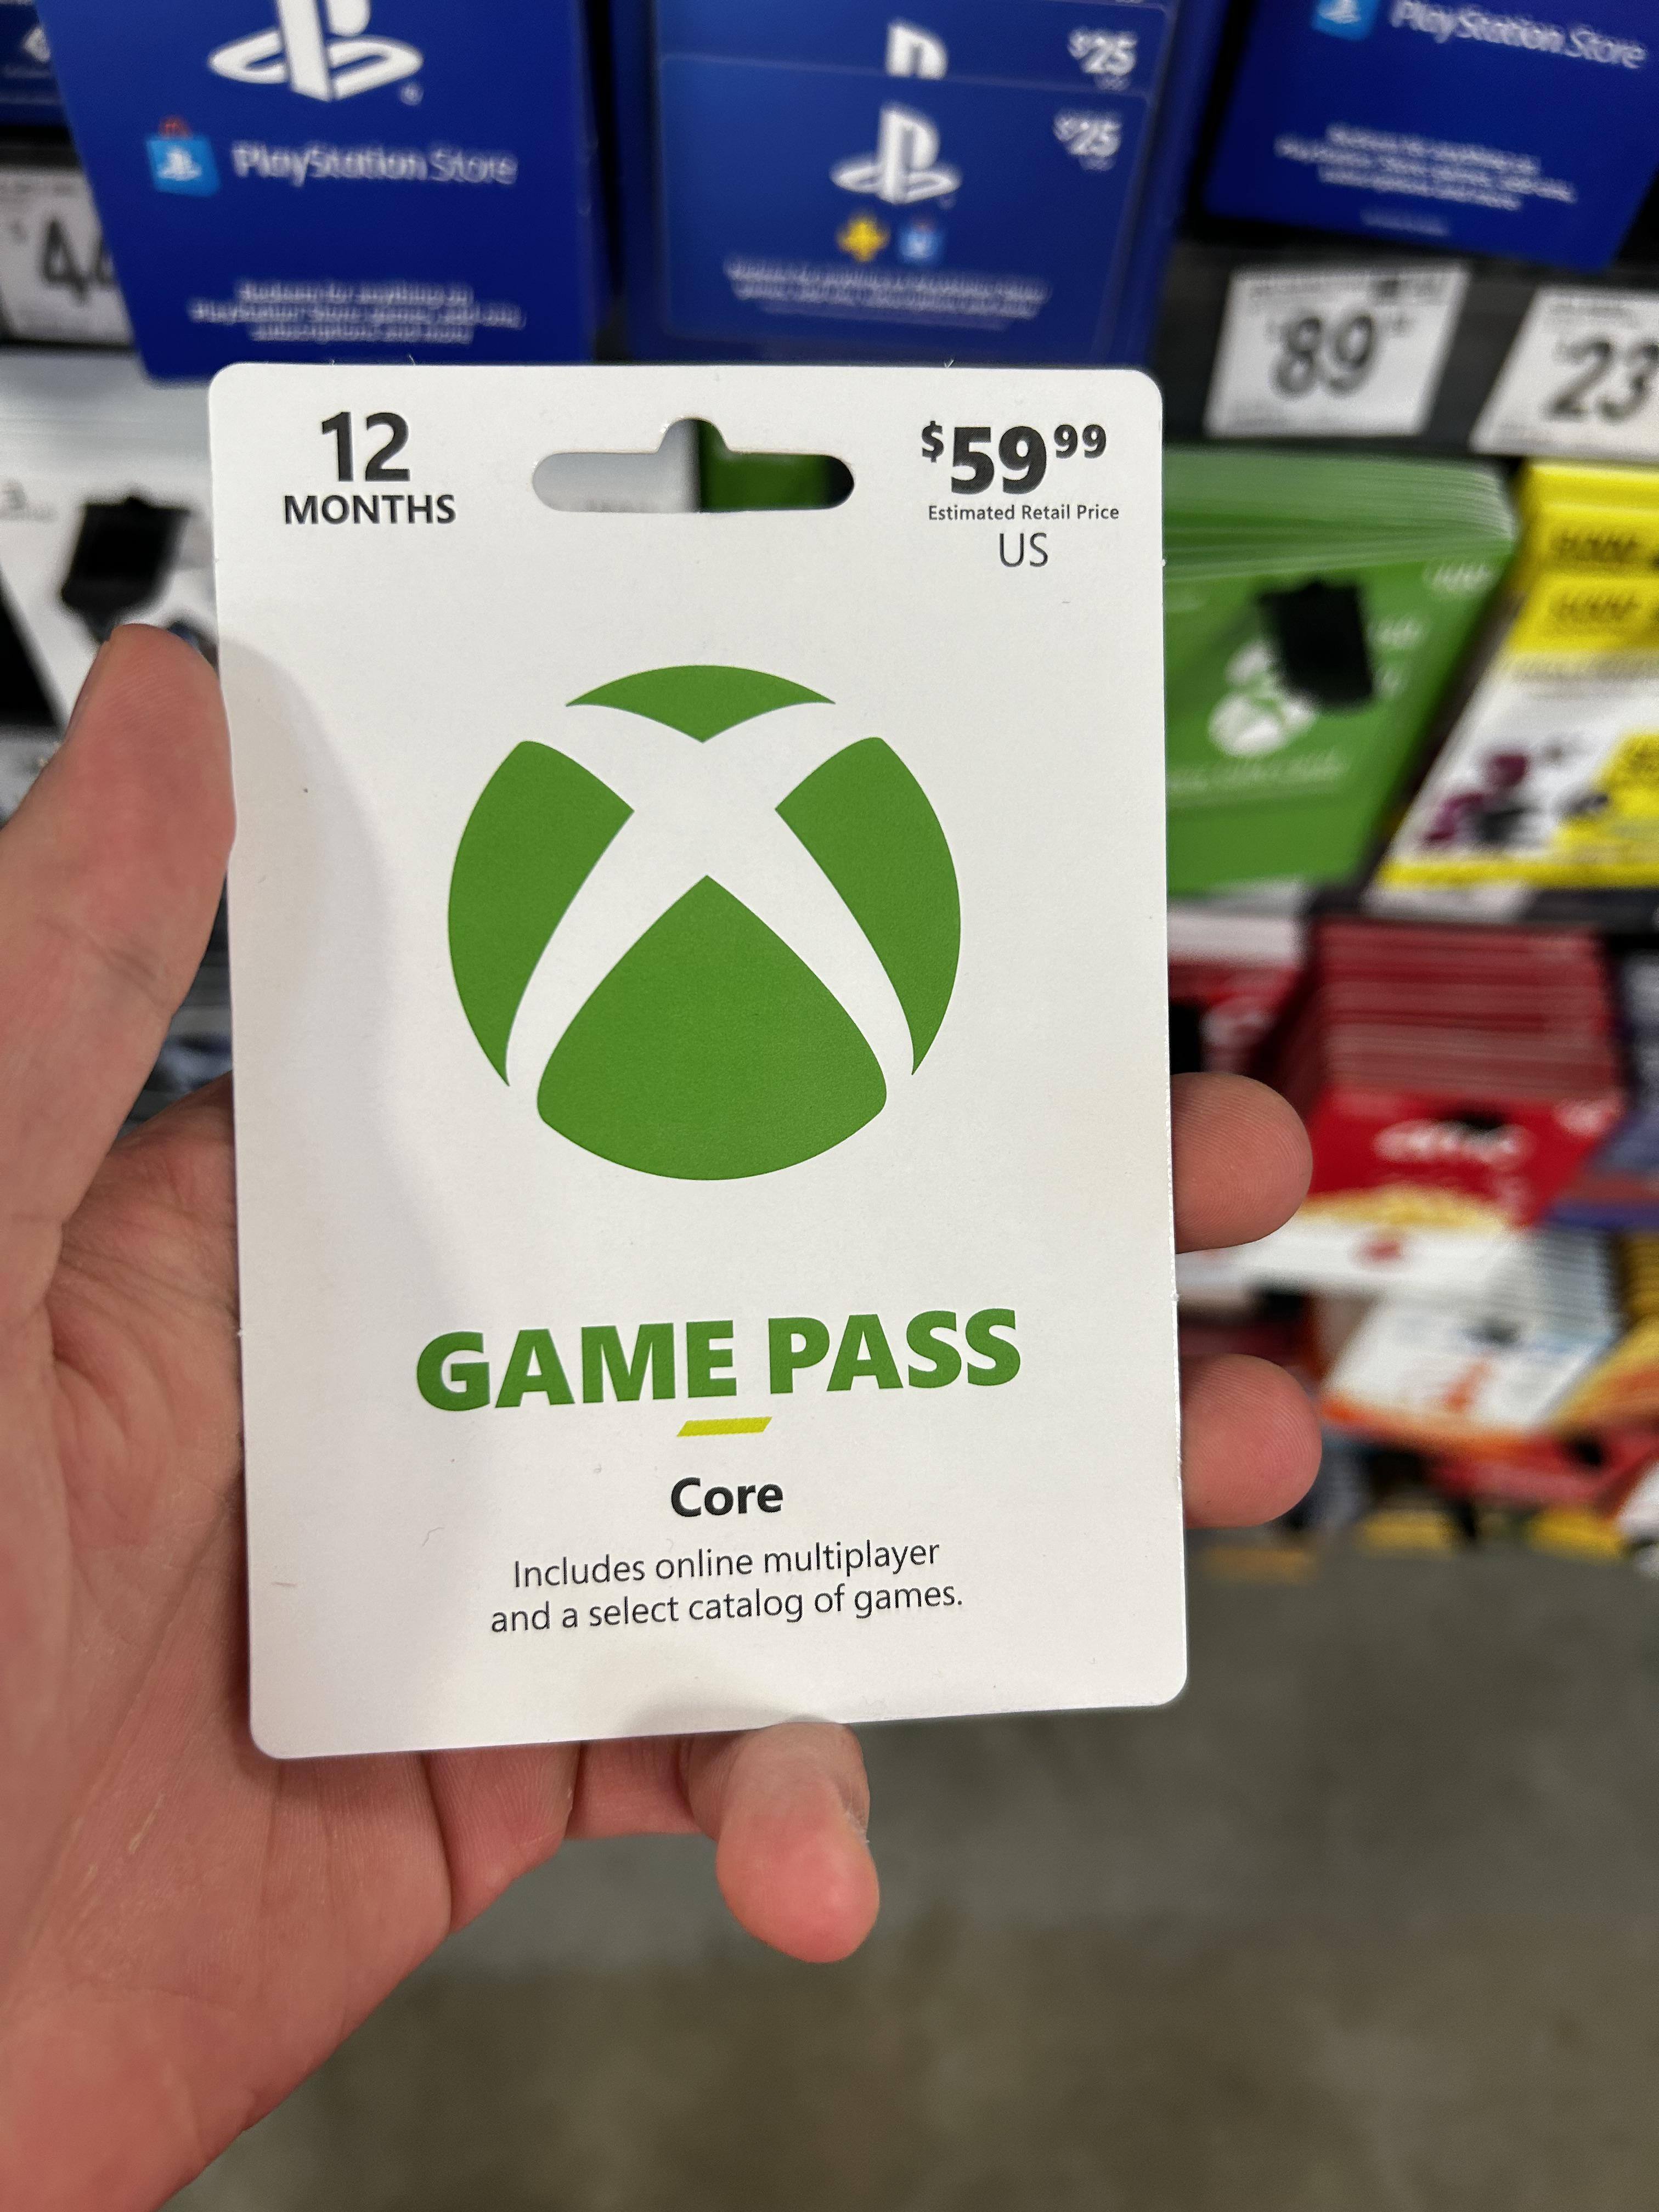 $25
$25
PlayStation Store
PlayStation Store
$89
23
12
MONTHS
$59.99
Estimated Retail Price
US
GAME PASS
Core
Includes online multiplayer
and a select catalog of games.